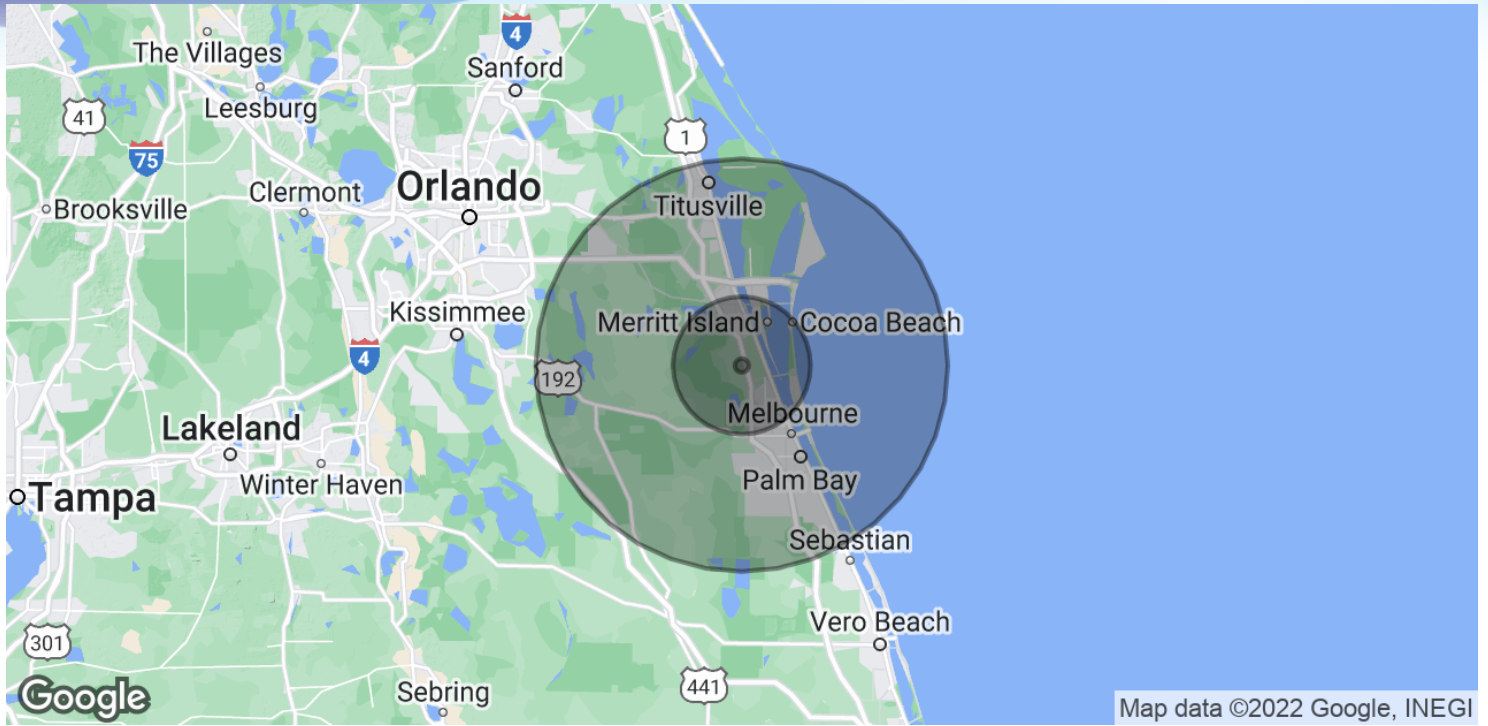 4
The Villages
Sanford
Leesburg
41
1
75
Clermont
Orlando
Brooksville
Titusville
Kissimmee
Merritt Island
Cocoa Beach
4
192
Melbourne
Lakeland
Winter Haven
Palm Bay
Tampa
Sebastian
Vero Beach
301
Sebring
441
Google
Map data ©2022 Google, INEGI